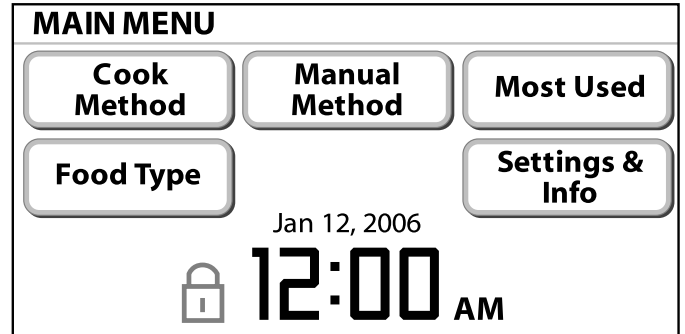 MAIN MENU
Cook
Method
Manual
Method
Most Used
Food Type
Settings &
Info
Jan 12, 2006
12:00 AM